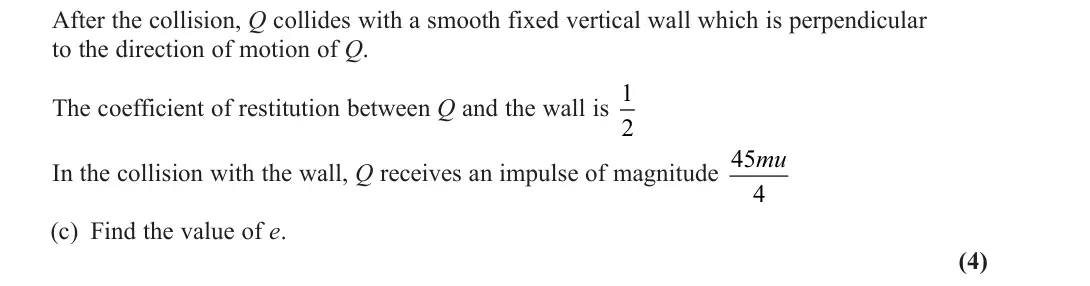 After the collision, Q collides with a smooth fixed vertical wall which is perpendicular
to the direction of motion of Q.
The coefficient of restitution between Q and the wall is 1/2
In the collision with the wall, Q receives an impulse of magnitude 45mu/4
(c) Find the value of e.
(4)